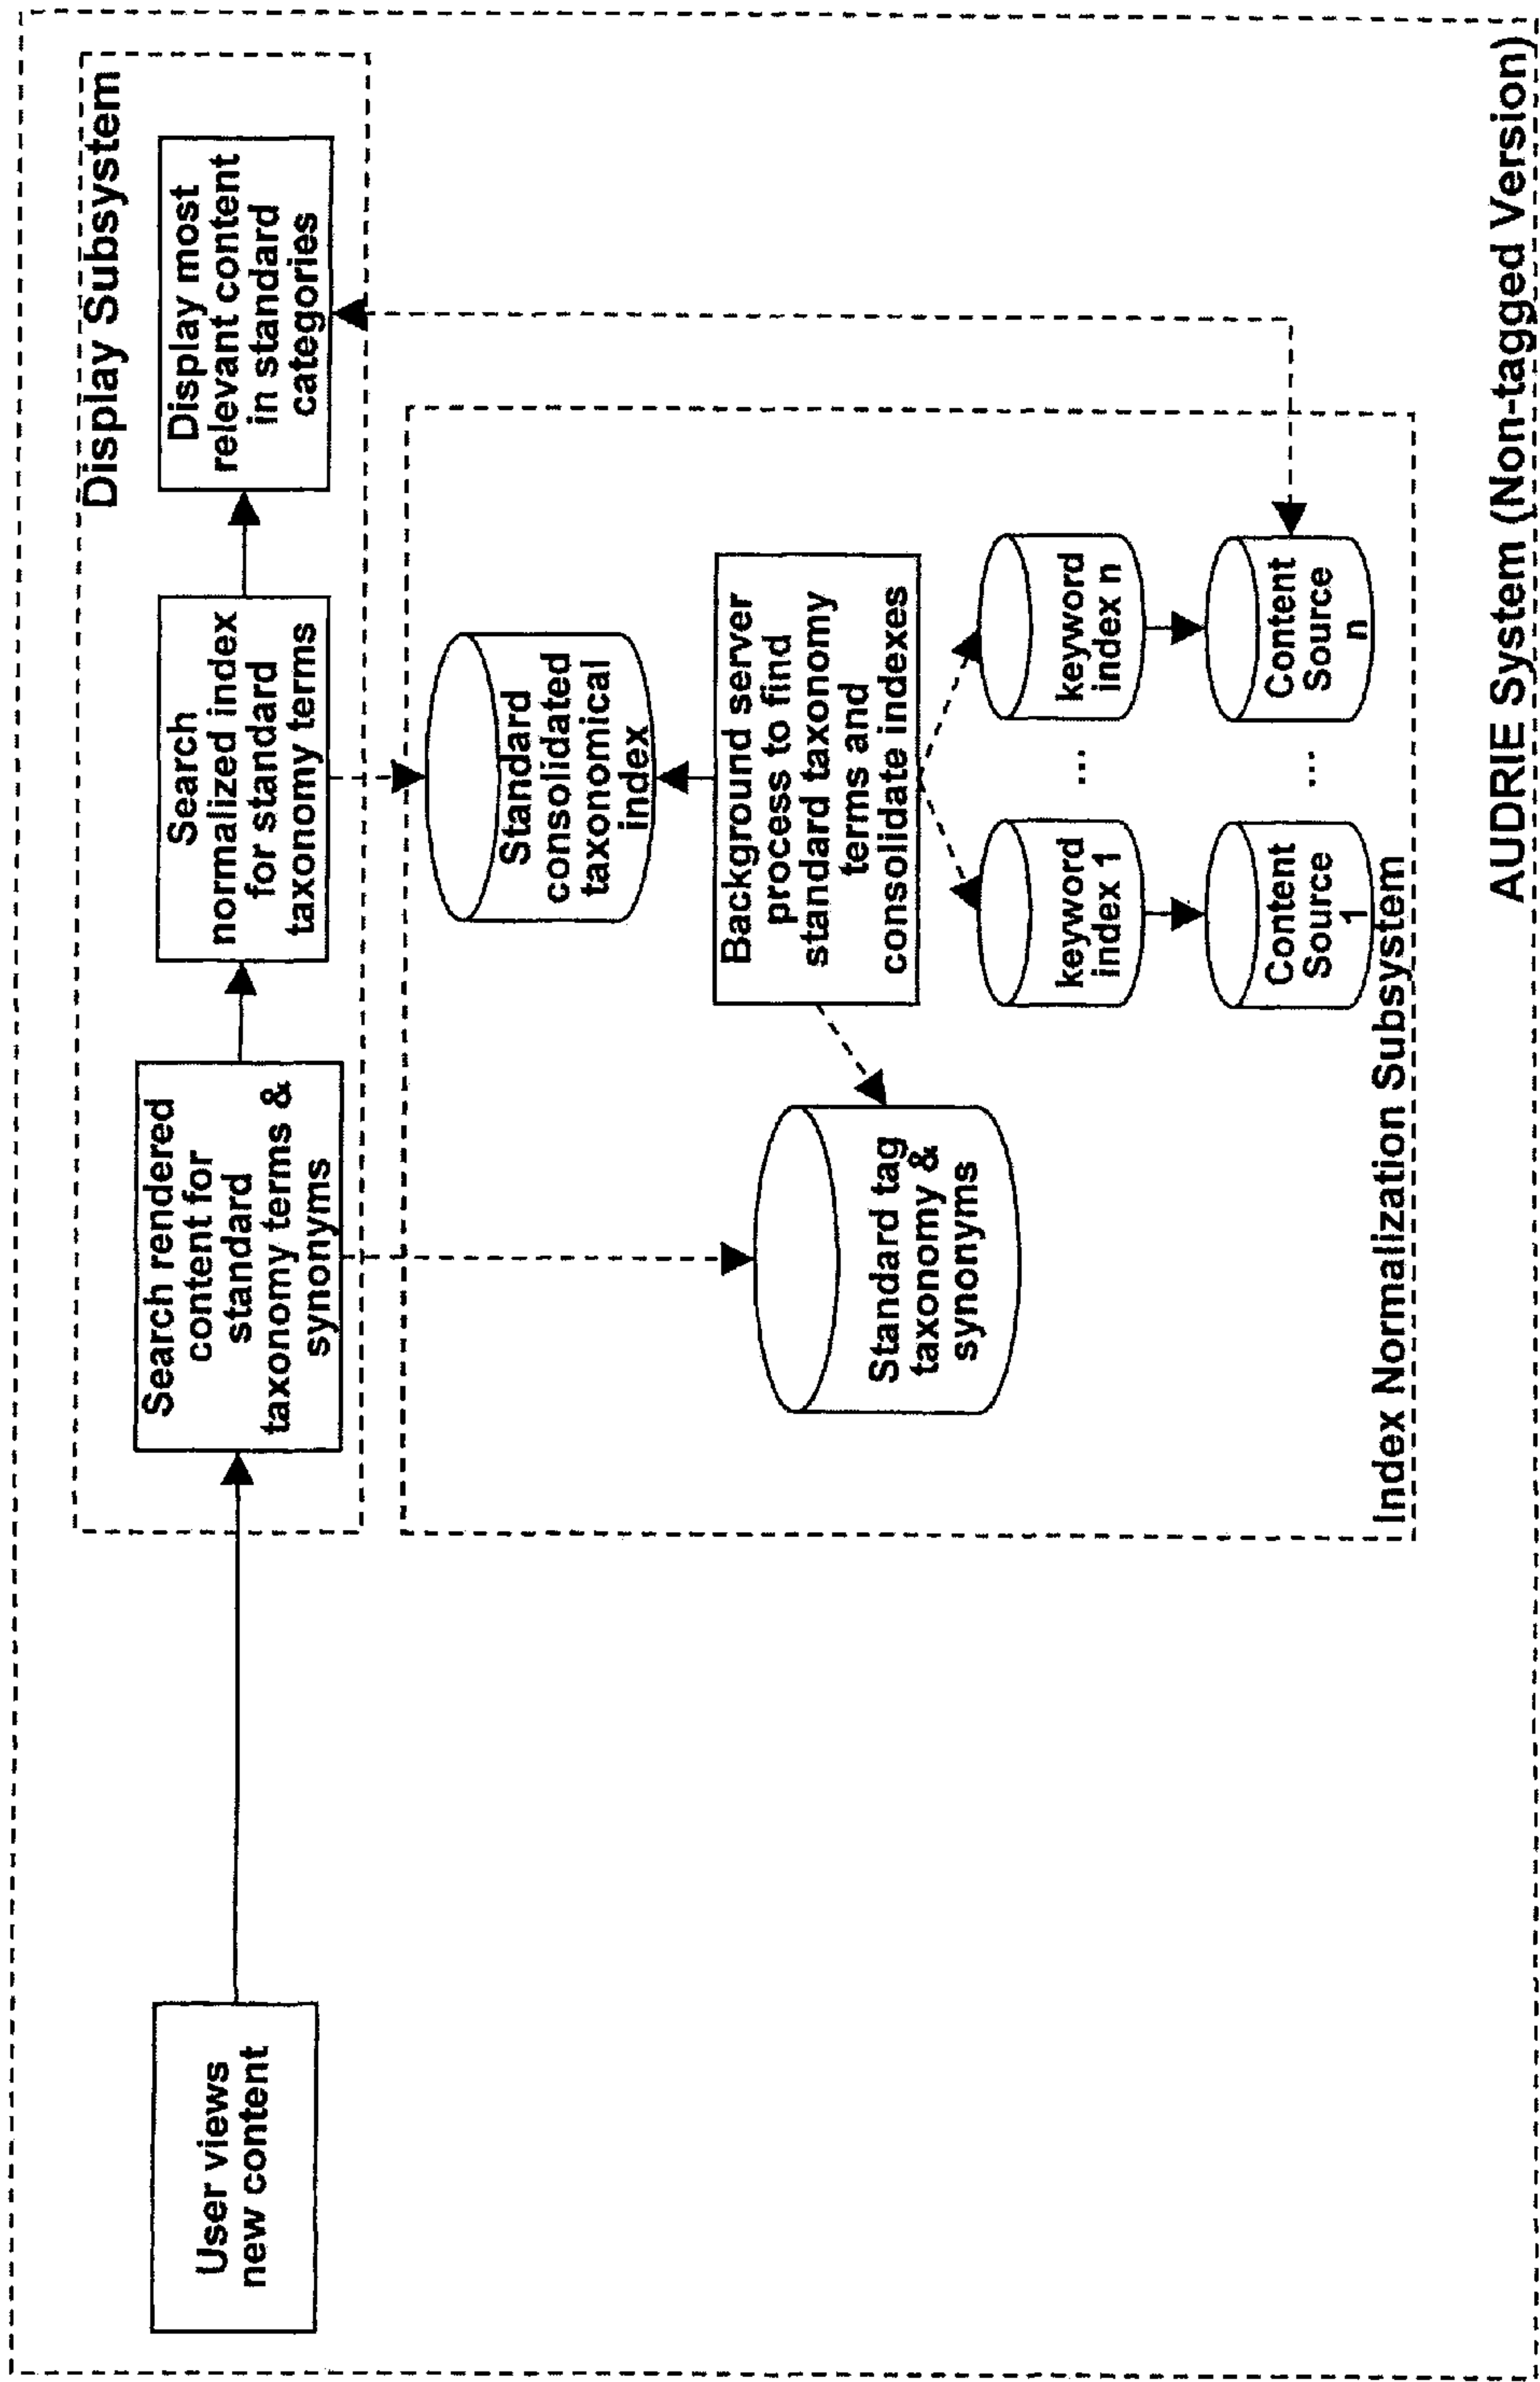 Display Subsystem
User views
new content
Search rendered
content for
standard
taxonomy terms &
synonyms
Search
normalized index
for standard
taxonomy terms
Display most
relevant content
in standard
categories
Standard
consolidated
taxonomical
index
Background server
process to find
standard taxonomy
terms and
consolidate indexes
Standard tag
taxonomy &
synonyms
keyword
index 1
...
keyword
index n
Content
Source
1
...
Content
Source
n
Index Normalization Subsystem
AUDRIE System (Non-tagged Version)